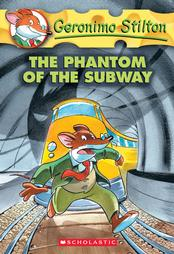 Geronimo Stilton
THE PHANTOM
OF THE SUBWAY
SCHOLASTIC